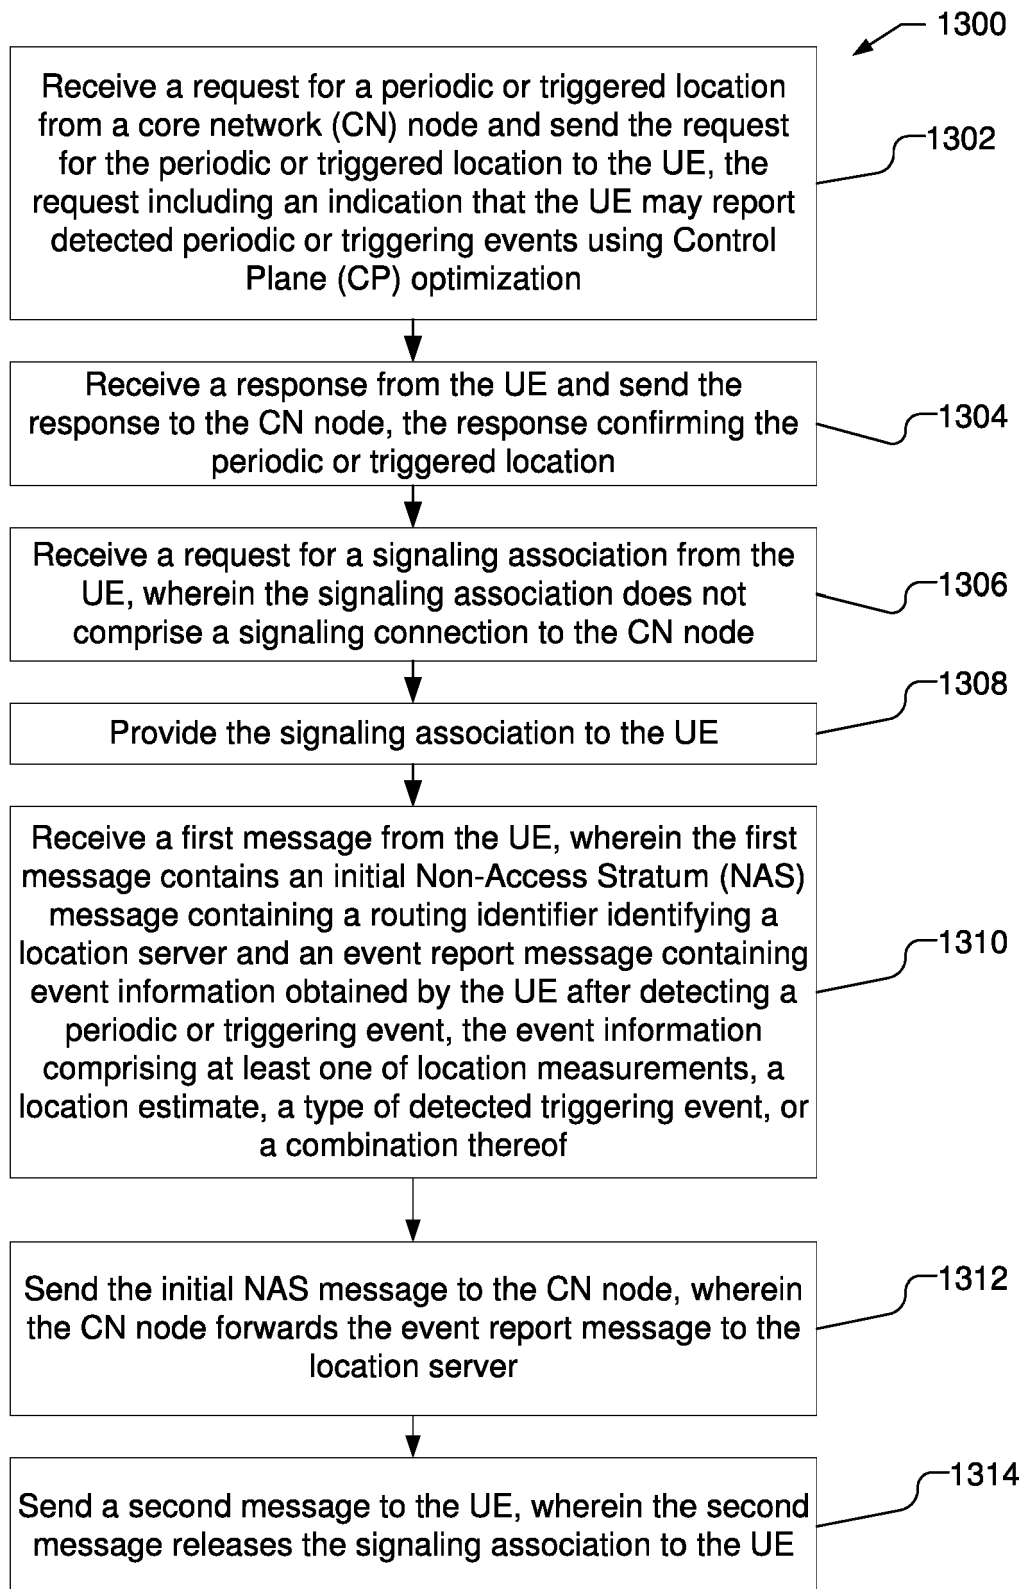 1300
Receive a request for a periodic or triggered location
from a core network (CN) node and send the request
for the periodic or triggered location to the UE, the
request including an indication that the UE may report
detected periodic or triggering events using Control
Plane (CP) optimization
1302
Receive a response from the UE and send the
response to the CN node, the response confirming the
periodic or triggered location
1304
Receive a request for a signaling association from the
UE, wherein the signaling association does not
comprise a signaling connection to the CN node
1306
Provide the signaling association to the UE
1308
Receive a first message from the UE, wherein the first
message contains an initial Non-Access Stratum (NAS)
message containing a routing identifier identifying a
location server and an event report message containing
event information obtained by the UE after detecting a
periodic or triggering event, the event information
comprising at least one of location measurements, a
location estimate, a type of detected triggering event, or
a combination thereof
1310
Send the initial NAS message to the CN node, wherein
the CN node forwards the event report message to the
location server
1312
Send a second message to the UE, wherein the second
message releases the signaling association to the UE
1314